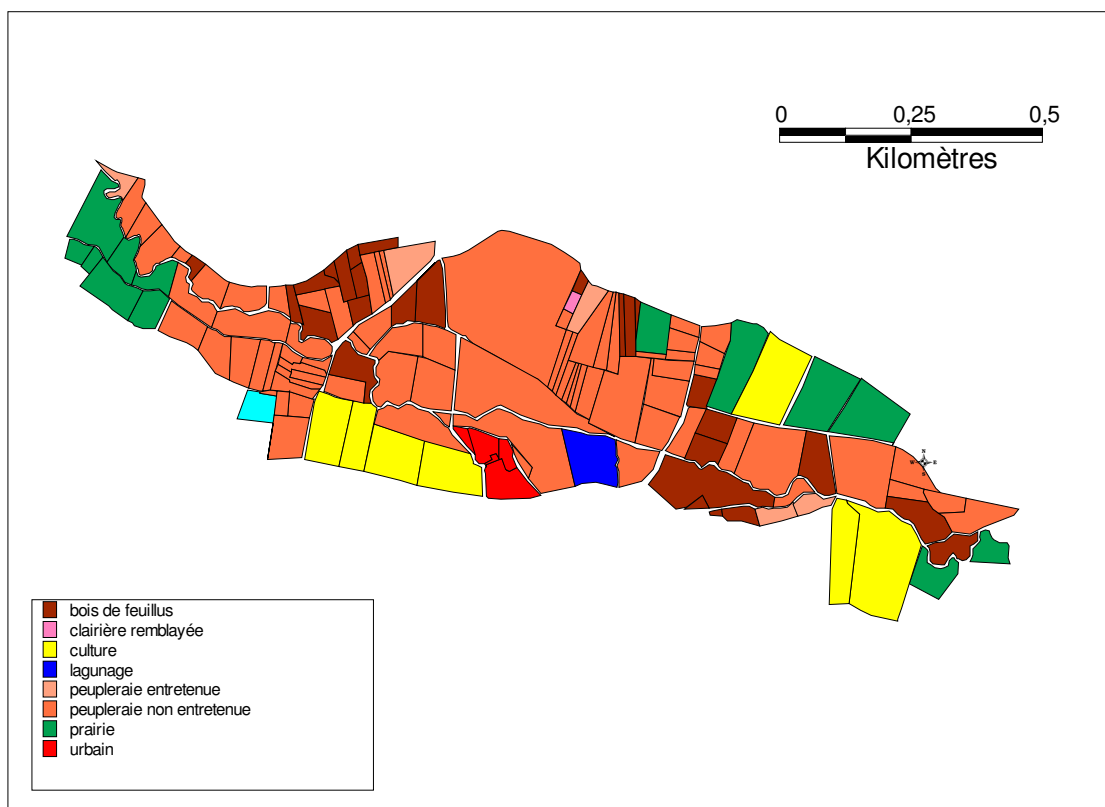 0 0,25 0,5
Kilomètres
N
W E
S
bois de feuillus
clairière remblayée
culture
lagunage
peupleraie entretenue
peupleraie non entretenue
prairie
urbain